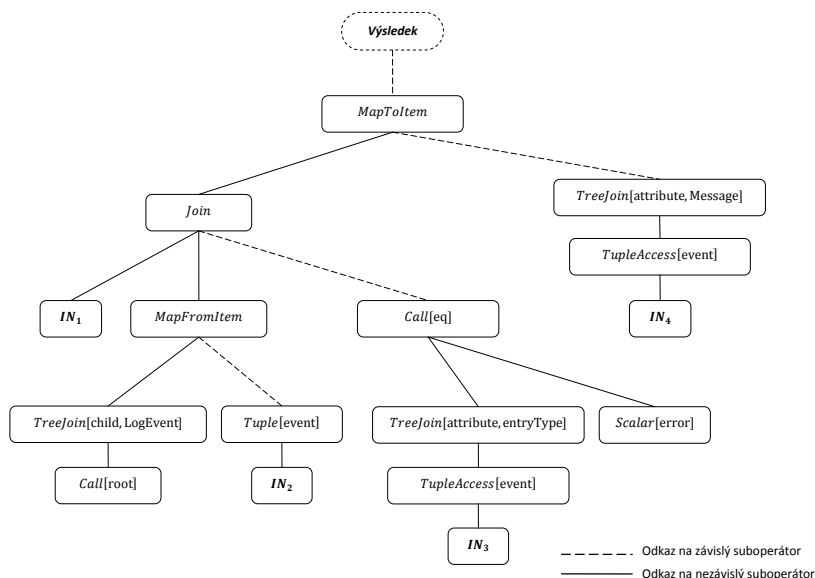 Výsledek
MapToItem
Join
TreeJoin[attribute, Message]
TupleAccess[event]
IN₁
MapFromItem
Call[eq]
IN₄
TreeJoin[child, LogEvent]
Tuple[event]
TreeJoin[attribute, entryType]
Scalar[error]
Call[root]
IN₂
TupleAccess[event]
IN₃
Odkaz na závislý suboperátor
Odkaz na nezávislý suboperátor